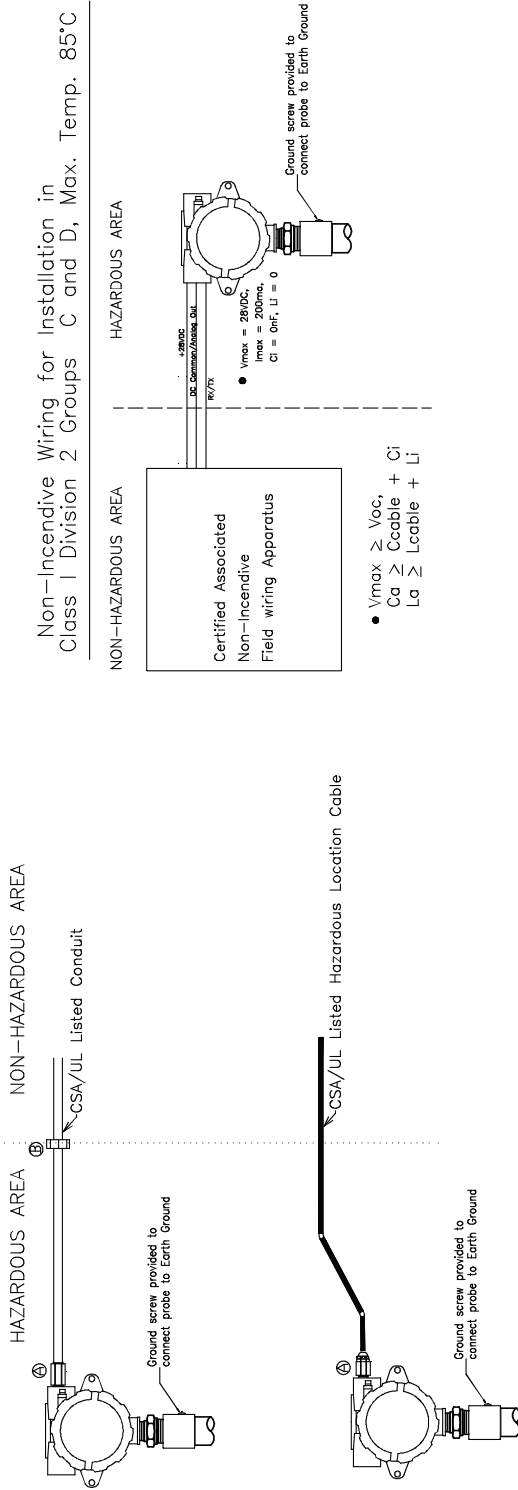 HAZARDOUS AREA
NON-HAZARDOUS AREA
A
B
CSA/UL Listed Conduit
Ground screw provided to
connect probe to Earth Ground
A
CSA/UL Listed Hazardous Location Cable
Ground screw provided to
connect probe to Earth Ground
Non-Incendive Wiring for Installation in
Class I Division 2 Groups C and D, Max. Temp. 85°C
NON-HAZARDOUS AREA
HAZARDOUS AREA
Certified Associated
Non-Incendive
Field wiring Apparatus
+28VDC
DC Common/Analog Out
RX/TX
● Vmax = 28VDC,
Imax = 200ma,
Ci = 0nF, Li = 0
Ground screw provided to
connect probe to Earth Ground
● Vmax ≥ Voc,
Ca ≥ Ccable + Ci
La ≥ Lcable + Li